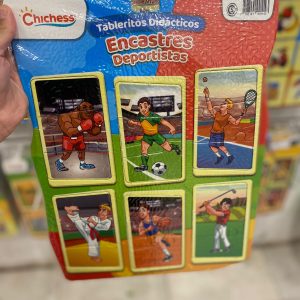 Chichess
Tableritos Didácticos
Encastres
Deportistas